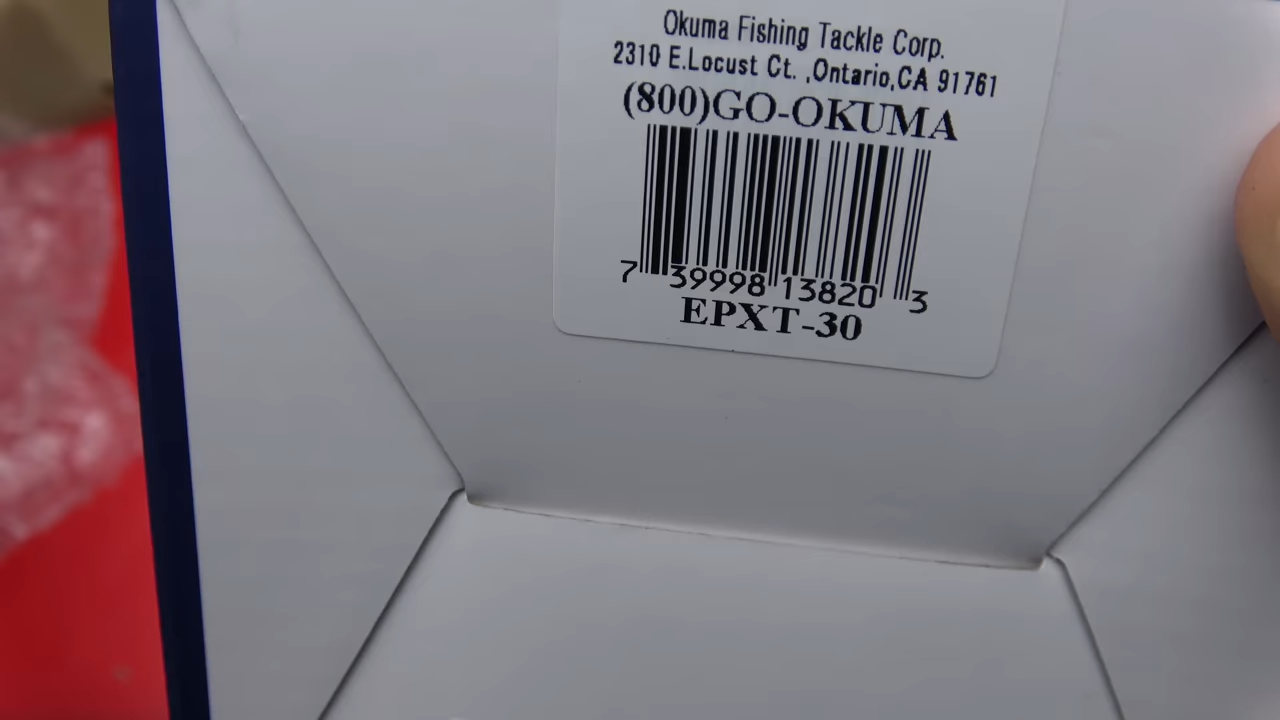 Okuma Fishing Tackle Corp.
2310 E.Locust Ct. ,Ontario,CA 91761
(800)GO-OKUMA
7 39998 13820 3
EPXT-30